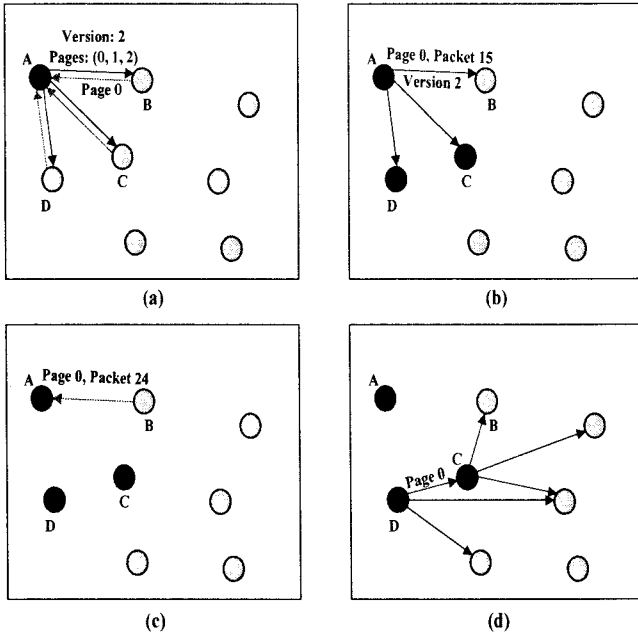 Version: 2
A
Pages: (0, 1, 2)
Page 0
B
C
D
(a)
A
Page 0, Packet 15
Version 2
B
C
D
(b)
A
Page 0, Packet 24
B
C
D
(c)
A
B
C
Page 0
D
(d)